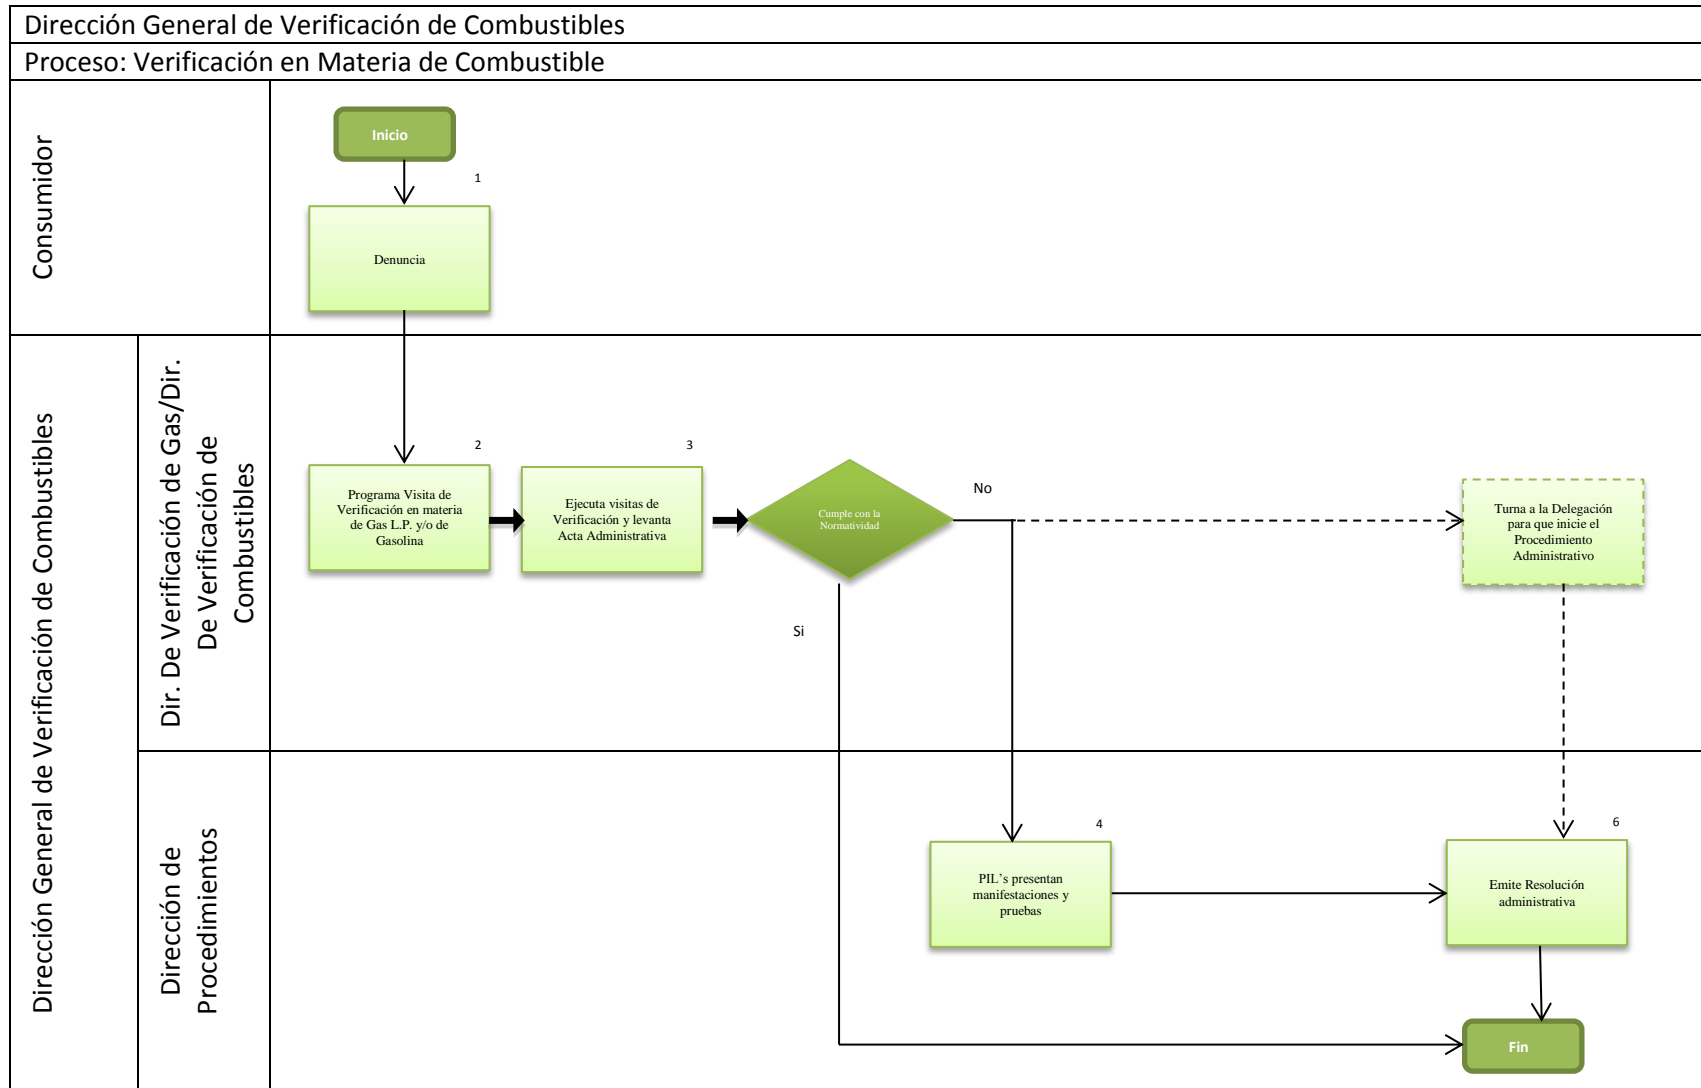 Dirección General de Verificación de Combustibles
Proceso: Verificación en Materia de Combustible
Consumidor
Inicio
1
Denuncia
Dirección General de Verificación de Combustibles
Dir. De Verificación de Gas/Dir.
De Verificación de
Combustibles
2
Programa Visita de
Verificación en materia
de Gas L.P. y/o de
Gasolina
3
Ejecuta visitas de
Verificación y levanta
Acta Administrativa
Cumple con la
Normatividad
No
Si
Turna a la Delegación
para que inicie el
Procedimiento
Administrativo
Dirección de
Procedimientos
4
PIL’s presentan
manifestaciones y
pruebas
6
Emite Resolución
administrativa
Fin